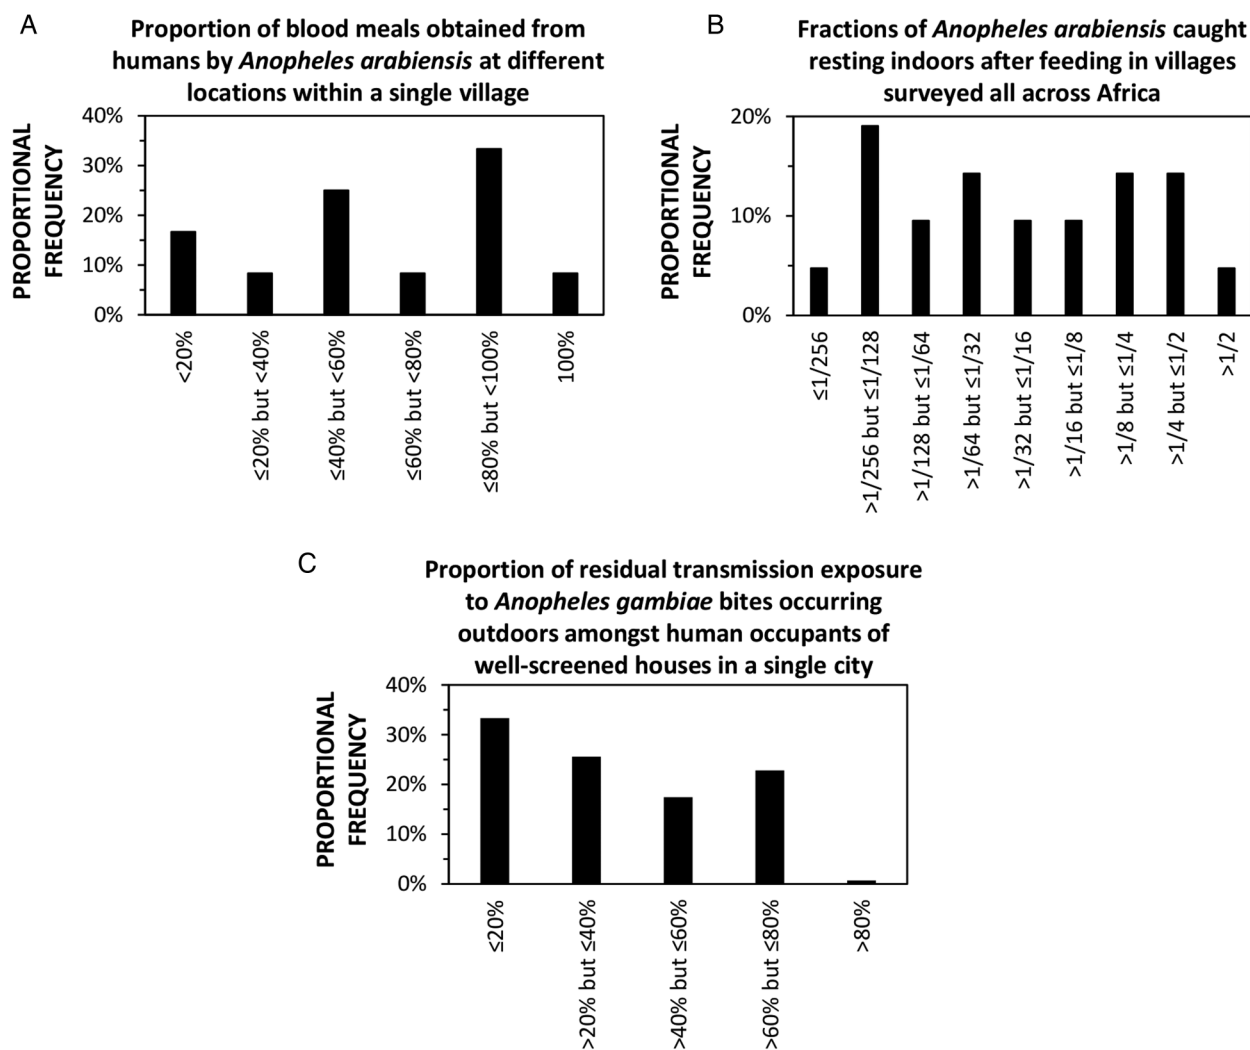 A
Proportion of blood meals obtained from
humans by Anopheles arabiensis at different
locations within a single village
PROPORTIONAL
FREQUENCY
40%
30%
20%
10%
0%
<20%
≤20% but <40%
≤40% but <60%
≤60% but <80%
≤80% but <100%
100%
B
Fractions of Anopheles arabiensis caught
resting indoors after feeding in villages
surveyed all across Africa
PROPORTIONAL
FREQUENCY
20%
10%
0%
≤1/256
>1/256 but ≤1/128
>1/128 but ≤1/64
>1/64 but ≤1/32
>1/32 but ≤1/16
>1/16 but ≤1/8
>1/8 but ≤1/4
>1/4 but ≤1/2
>1/2
C
Proportion of residual transmission exposure
to Anopheles gambiae bites occurring
outdoors amongst human occupants of
well-screened houses in a single city
PROPORTIONAL
FREQUENCY
40%
30%
20%
10%
0%
≤20%
>20% but ≤40%
>40% but ≤60%
>60% but ≤80%
>80%